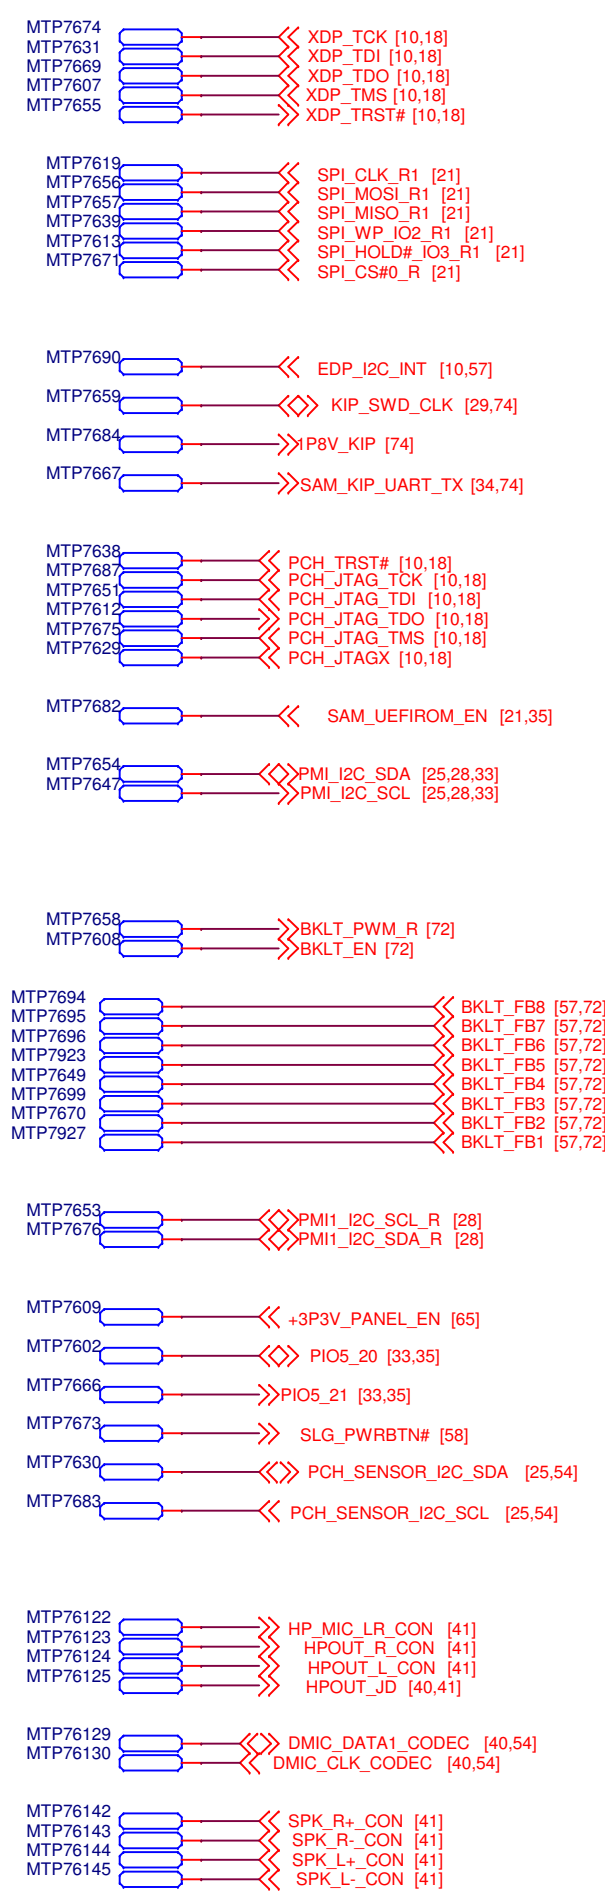 MTP7674 XDP_TCK [10,18]
MTP7631 XDP_TDI [10,18]
MTP7669 XDP_TDO [10,18]
MTP7607 XDP_TMS [10,18]
MTP7655 XDP_TRST# [10,18]
MTP7619 SPI_CLK_R1 [21]
MTP7656 SPI_MOSI_R1 [21]
MTP7657 SPI_MISO_R1 [21]
MTP7639 SPI_WP_IO2_R1 [21]
MTP7613 SPI_HOLD#_IO3_R1 [21]
MTP7671 SPI_CS#0_R [21]
MTP7690 EDP_I2C_INT [10,57]
MTP7659 KIP_SWD_CLK [29,74]
MTP7684 1P8V_KIP [74]
MTP7667 SAM_KIP_UART_TX [34,74]
MTP7638 PCH_TRST# [10,18]
MTP7687 PCH_JTAG_TCK [10,18]
MTP7651 PCH_JTAG_TDI [10,18]
MTP7612 PCH_JTAG_TDO [10,18]
MTP7675 PCH_JTAG_TMS [10,18]
MTP7629 PCH_JTAGX [10,18]
MTP7682 SAM_UEFIROM_EN [21,35]
MTP7654 PMI_I2C_SDA [25,28,33]
MTP7647 PMI_I2C_SCL [25,28,33]
MTP7658 BKLT_PWM_R [72]
MTP7608 BKLT_EN [72]
MTP7694 BKLT_FB8 [57,72]
MTP7695 BKLT_FB7 [57,72]
MTP7696 BKLT_FB6 [57,72]
MTP7923 BKLT_FB5 [57,72]
MTP7649 BKLT_FB4 [57,72]
MTP7699 BKLT_FB3 [57,72]
MTP7670 BKLT_FB2 [57,72]
MTP7927 BKLT_FB1 [57,72]
MTP7653 PMI1_I2C_SCL_R [28]
MTP7676 PMI1_I2C_SDA_R [28]
MTP7609 +3P3V_PANEL_EN [65]
MTP7602 PIO5_20 [33,35]
MTP7666 PIO5_21 [33,35]
MTP7673 SLG_PWRBTN# [58]
MTP7630 PCH_SENSOR_I2C_SDA [25,54]
MTP7683 PCH_SENSOR_I2C_SCL [25,54]
MTP76122 HP_MIC_LR_CON [41]
MTP76123 HPOUT_R_CON [41]
MTP76124 HPOUT_L_CON [41]
MTP76125 HPOUT_JD [40,41]
MTP76129 DMIC_DATA1_CODEC [40,54]
MTP76130 DMIC_CLK_CODEC [40,54]
MTP76142 SPK_R+_CON [41]
MTP76143 SPK_R-_CON [41]
MTP76144 SPK_L+_CON [41]
MTP76145 SPK_L-_CON [41]